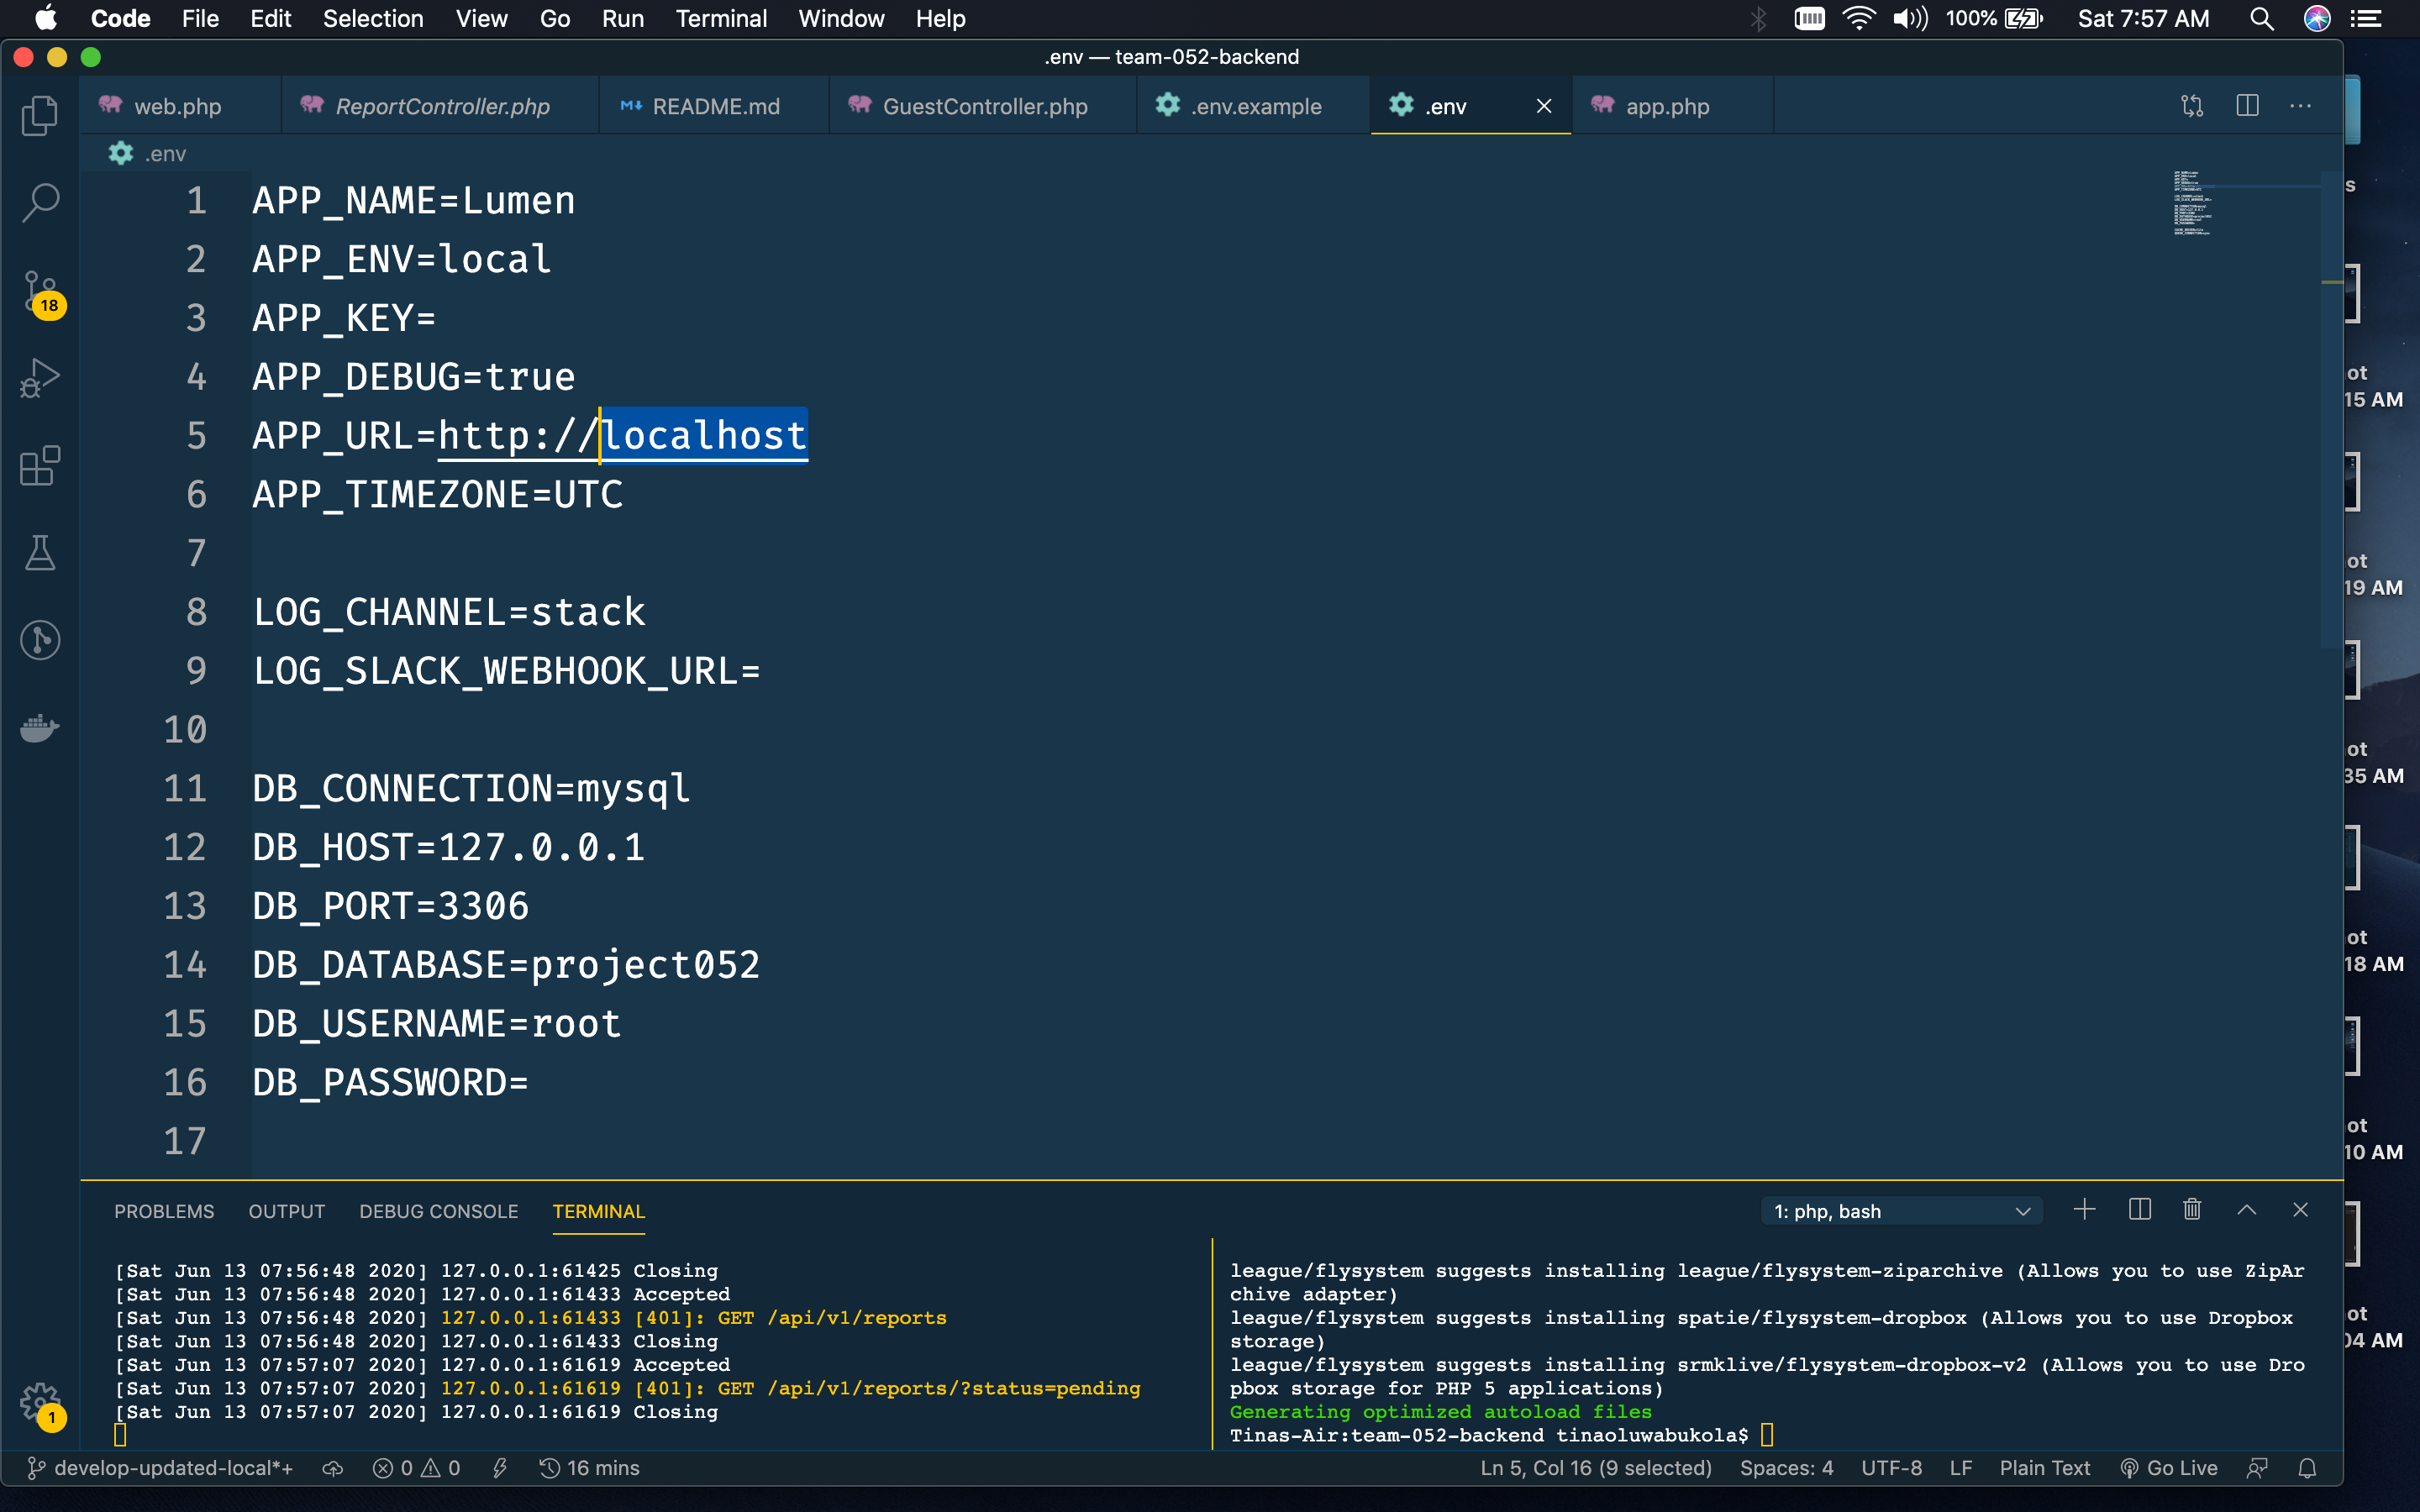 Code File Edit Selection View Go Run Terminal Window Help 100% Sat 7:57 AM
.env — team-052-backend
web.php ReportController.php README.md GuestController.php .env.example .env app.php
.env
1 APP_NAME=Lumen
2 APP_ENV=local
3 APP_KEY=
4 APP_DEBUG=true
5 APP_URL=http://localhost
6 APP_TIMEZONE=UTC
7
8 LOG_CHANNEL=stack
9 LOG_SLACK_WEBHOOK_URL=
10
11 DB_CONNECTION=mysql
12 DB_HOST=127.0.0.1
13 DB_PORT=3306
14 DB_DATABASE=project052
15 DB_USERNAME=root
16 DB_PASSWORD=
17
18
1
s
ot
15 AM
ot
19 AM
ot
35 AM
ot
18 AM
ot
10 AM
ot
04 AM
PROBLEMS OUTPUT DEBUG CONSOLE TERMINAL 1: php, bash
[Sat Jun 13 07:56:48 2020] 127.0.0.1:61425 Closing
[Sat Jun 13 07:56:48 2020] 127.0.0.1:61433 Accepted
[Sat Jun 13 07:56:48 2020] 127.0.0.1:61433 [401]: GET /api/v1/reports
[Sat Jun 13 07:56:48 2020] 127.0.0.1:61433 Closing
[Sat Jun 13 07:57:07 2020] 127.0.0.1:61619 Accepted
[Sat Jun 13 07:57:07 2020] 127.0.0.1:61619 [401]: GET /api/v1/reports/?status=pending
[Sat Jun 13 07:57:07 2020] 127.0.0.1:61619 Closing
league/flysystem suggests installing league/flysystem-ziparchive (Allows you to use ZipAr
chive adapter)
league/flysystem suggests installing spatie/flysystem-dropbox (Allows you to use Dropbox
storage)
league/flysystem suggests installing srmklive/flysystem-dropbox-v2 (Allows you to use Dro
pbox storage for PHP 5 applications)
Generating optimized autoload files
Tinas-Air:team-052-backend tinaoluwabukola$
develop-updated-local*+ 0 0 16 mins Ln 5, Col 16 (9 selected) Spaces: 4 UTF-8 LF Plain Text Go Live